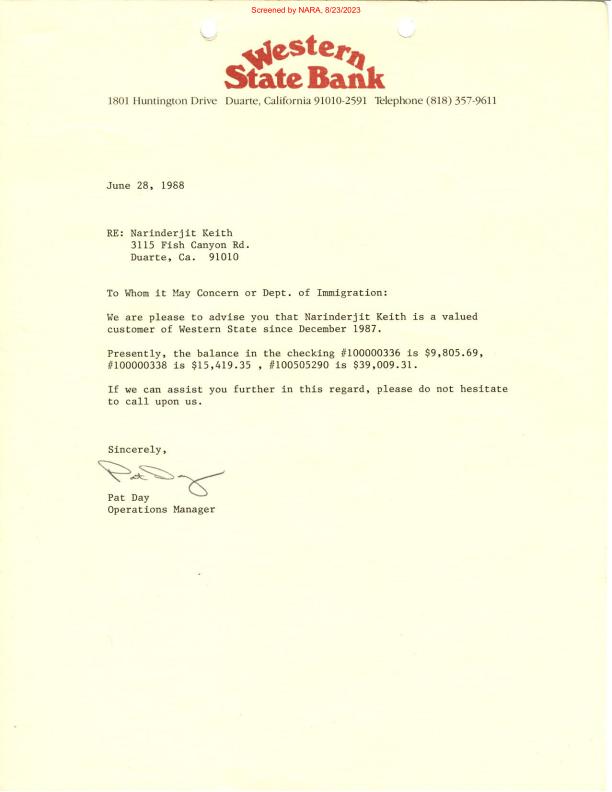 Screened by NARA, 8/23/2023
Western
State Bank
1801 Huntington Drive Duarte, California 91010-2591 Telephone (818) 357-9611
June 28, 1988
RE: Narinderjit Keith
3115 Fish Canyon Rd.
Duarte, Ca. 91010
To Whom it May Concern or Dept. of Immigration:
We are please to advise you that Narinderjit Keith is a valued
customer of Western State since December 1987.
Presently, the balance in the checking #100000336 is $9,805.69,
#100000338 is $15,419.35 , #100505290 is $39,009.31.
If we can assist you further in this regard, please do not hesitate
to call upon us.
Sincerely,
Pat Day
Pat Day
Operations Manager